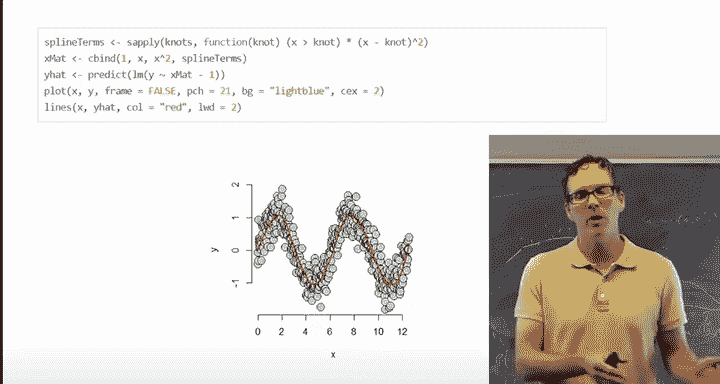 splineTerms <- sapply(knots, function(knot) (x > knot) * (x - knot)^2)
xMat <- cbind(1, x, x^2, splineTerms)
yhat <- predict(lm(y ~ xMat - 1))
plot(x, y, frame = FALSE, pch = 21, bg = "lightblue", cex = 2)
lines(x, yhat, col = "red", lwd = 2)
2
1
0
-1
y
0 2 4 6 8 10 12
x